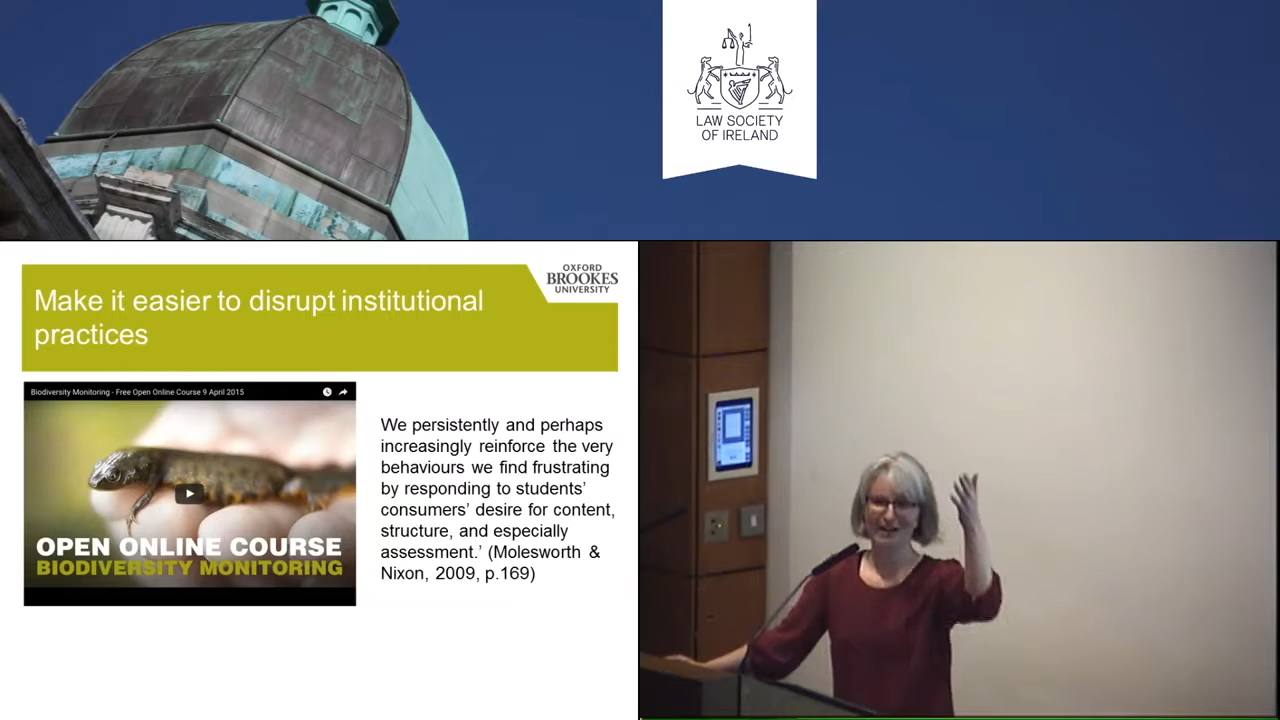 LAW SOCIETY
OF IRELAND
OXFORD
BROOKES
UNIVERSITY
Make it easier to disrupt institutional
practices
Biodiversity Monitoring - Free Open Online Course 9 April 2015
OPEN ONLINE COURSE
BIODIVERSITY MONITORING
We persistently and perhaps
increasingly reinforce the very
behaviours we find frustrating
by responding to students’
consumers’ desire for content,
structure, and especially
assessment.’ (Molesworth &
Nixon, 2009, p.169)